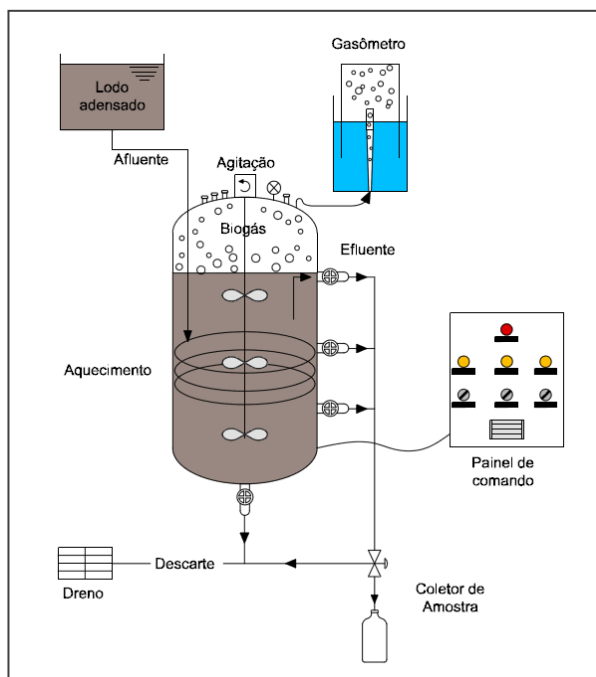 Gasômetro
Lodo
adensado
Afluente
Agitação
Biogás
Efluente
Aquecimento
Painel de
comando
Descarte
Dreno
Coletor de
Amostra